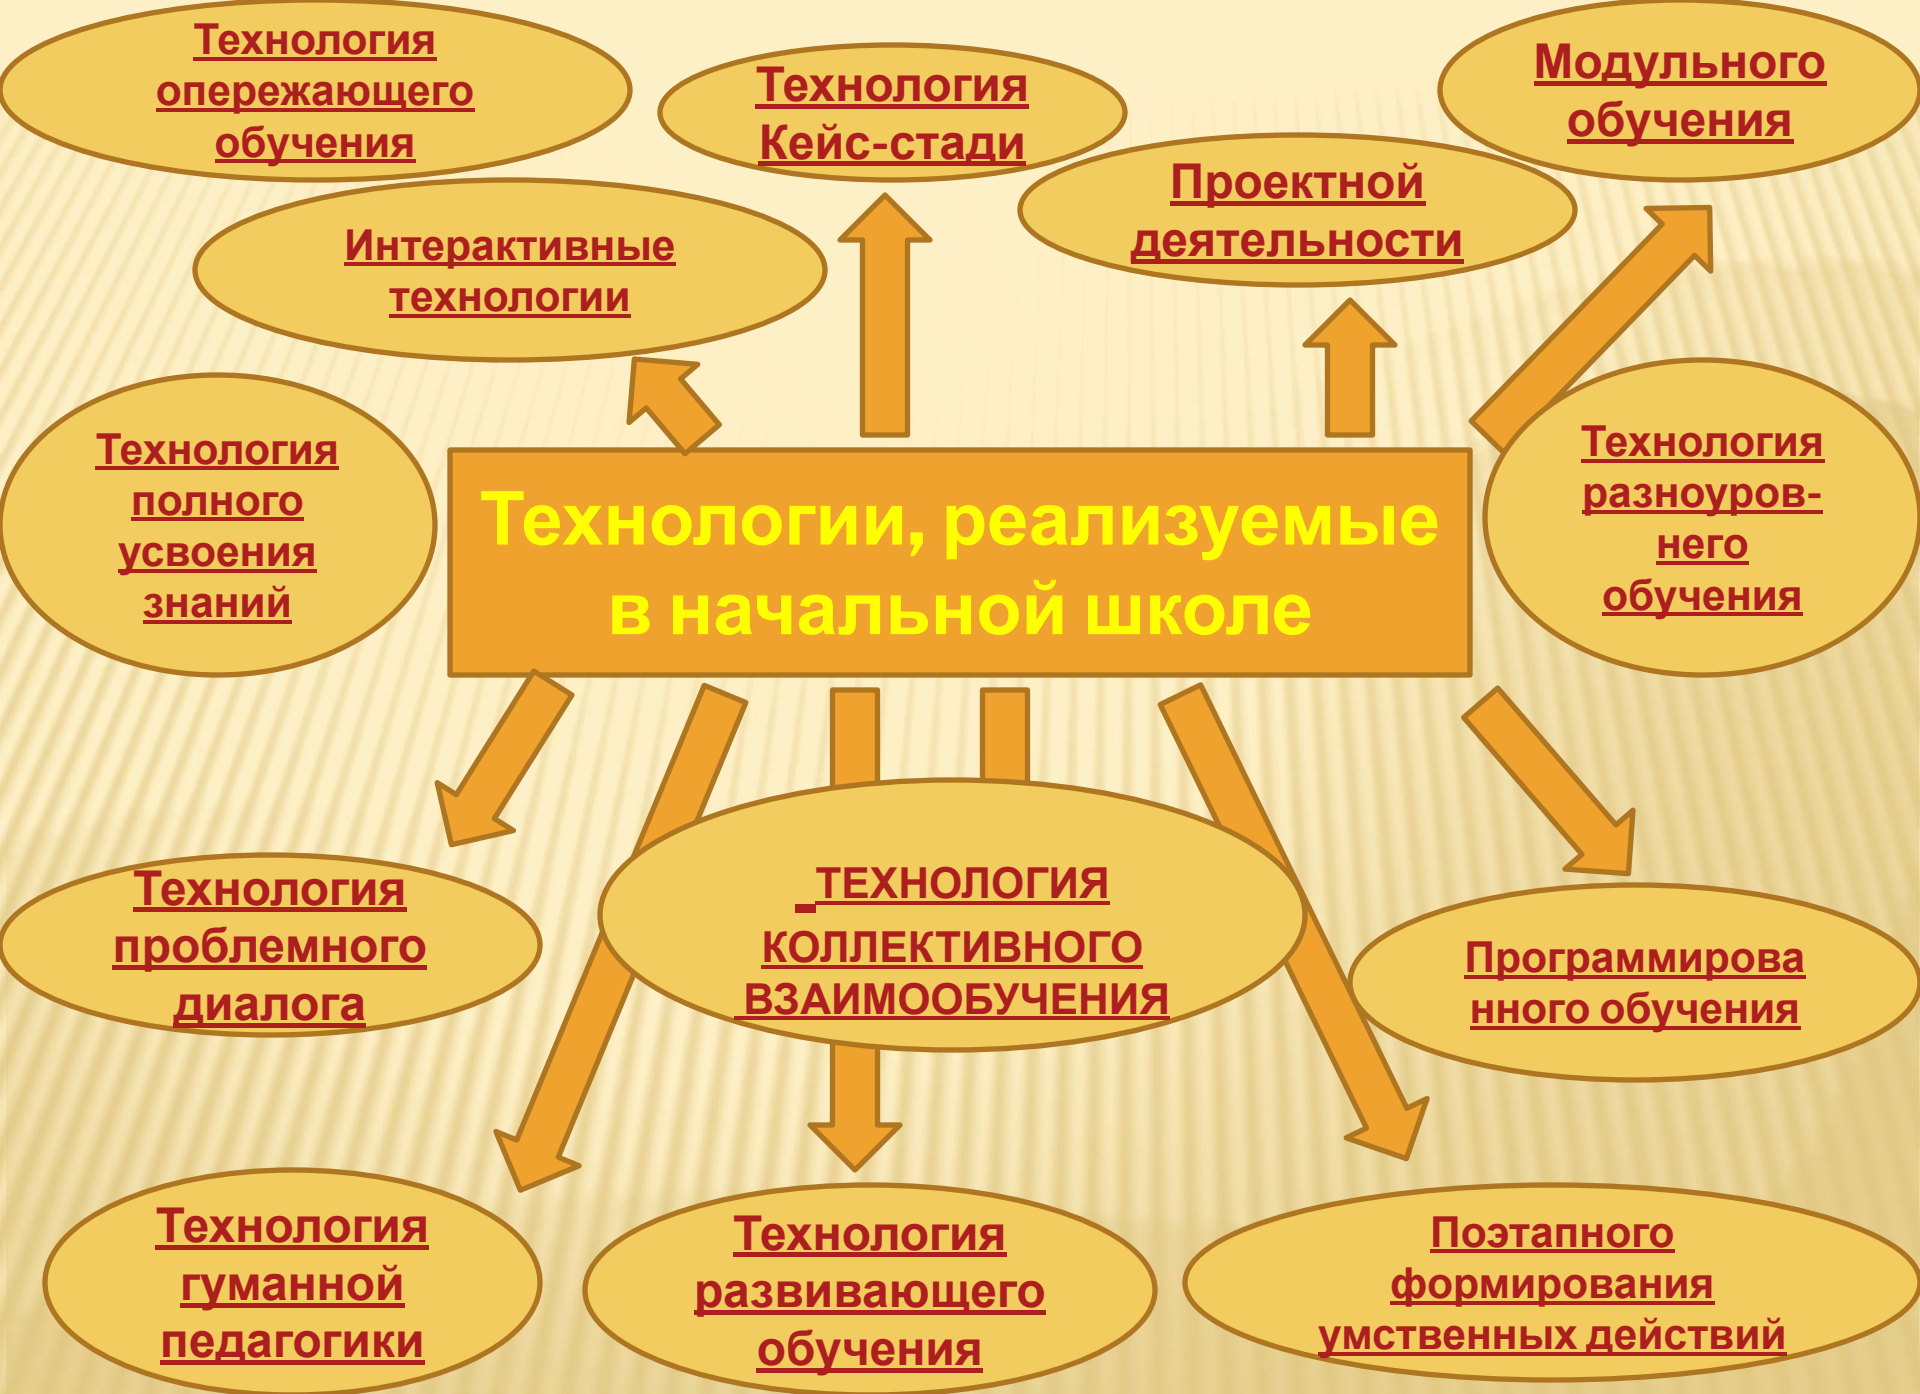 Технология
опережающего
обучения
Технология
Кейс-стади
Модульного
обучения
Проектной
деятельности
Интерактивные
технологии
Технология
полного
усвоения
знаний
Технологии, реализуемые
в начальной школе
Технология
разноуров-
него
обучения
Технология
проблемного
диалога
ТЕХНОЛОГИЯ
КОЛЛЕКТИВНОГО
ВЗАИМООБУЧЕНИЯ
Программирова
нного обучения
Технология
гуманной
педагогики
Технология
развивающего
обучения
Поэтапного
формирования
умственных действий